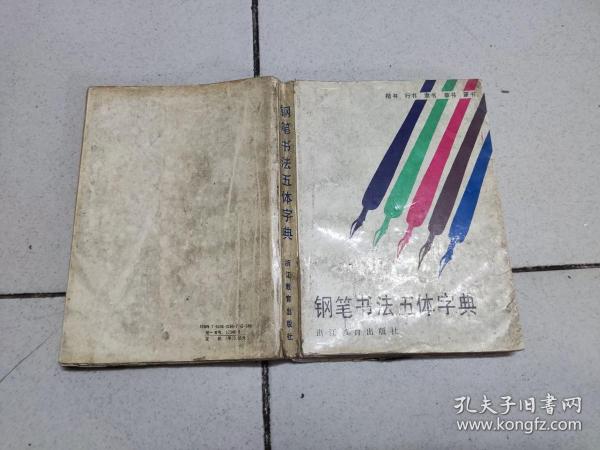 楷书 行书 隶书 草书 篆书
钢笔书法五体字典
浙江教育出版社
钢笔书法五体字典
浙江教育出版社
孔夫子旧书网
www.kongfz.com